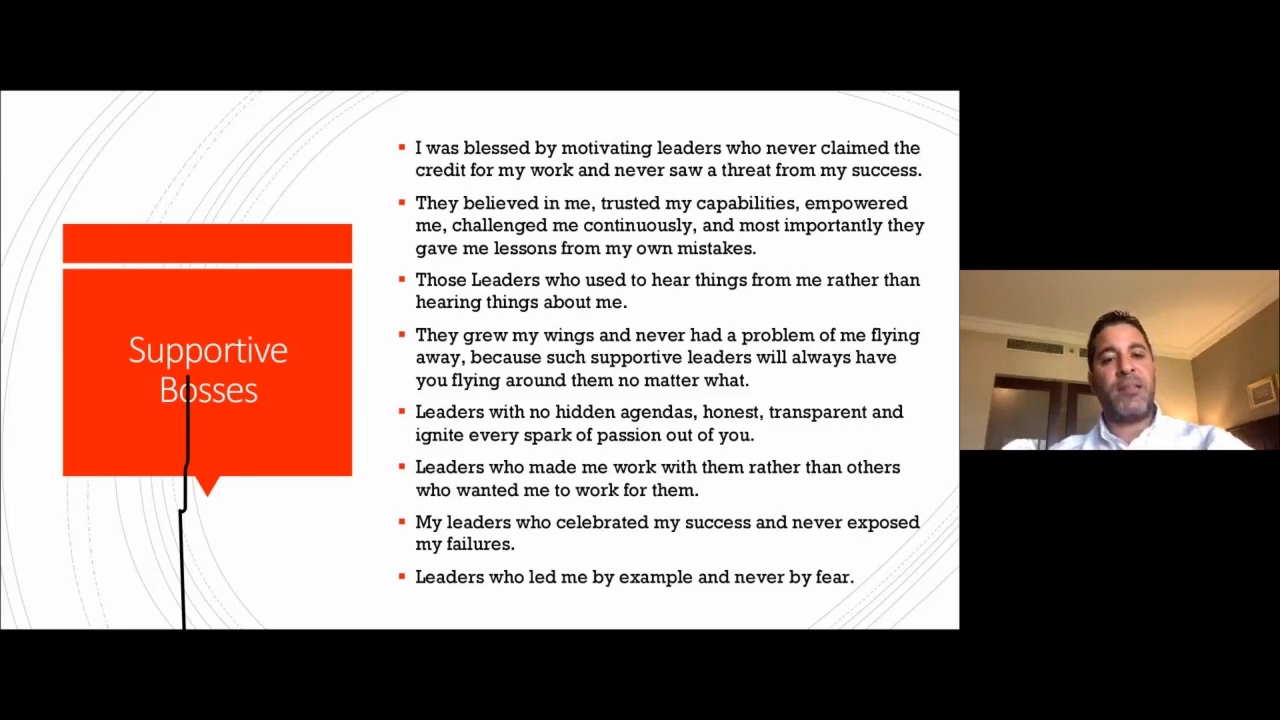 Supportive
Bosses
I was blessed by motivating leaders who never claimed the
credit for my work and never saw a threat from my success.
They believed in me, trusted my capabilities, empowered
me, challenged me continuously, and most importantly they
gave me lessons from my own mistakes.
Those Leaders who used to hear things from me rather than
hearing things about me.
They grew my wings and never had a problem of me flying
away, because such supportive leaders will always have
you flying around them no matter what.
Leaders with no hidden agendas, honest, transparent and
ignite every spark of passion out of you.
Leaders who made me work with them rather than others
who wanted me to work for them.
My leaders who celebrated my success and never exposed
my failures.
Leaders who led me by example and never by fear.